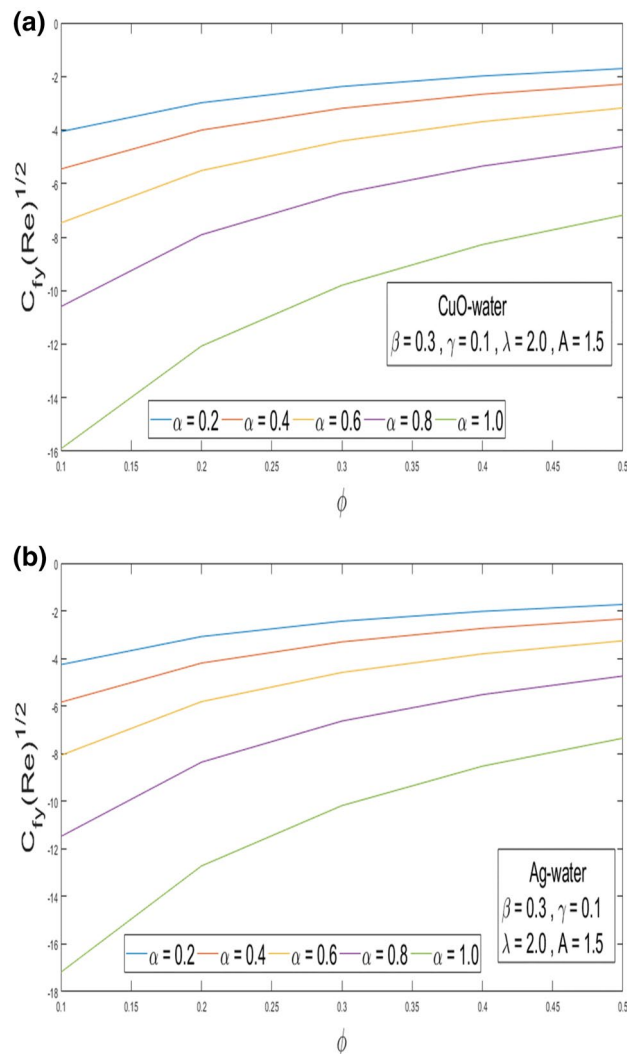 (a)
0
-2
-4
-6
-8
-10
-12
-14
-16
C_fy(Re)^1/2
CuO-water
β = 0.3 , γ = 0.1 , λ = 2.0 , A = 1.5
α = 0.2 α = 0.4 α = 0.6 α = 0.8 α = 1.0
0.1 0.15 0.2 0.25 0.3 0.35 0.4 0.45 0.5
ϕ
(b)
0
-2
-4
-6
-8
-10
-12
-14
-16
-18
C_fy(Re)^1/2
Ag-water
β = 0.3 , γ = 0.1
λ = 2.0 , A = 1.5
α = 0.2 α = 0.4 α = 0.6 α = 0.8 α = 1.0
0.1 0.15 0.2 0.25 0.3 0.35 0.4 0.45 0.5
ϕ